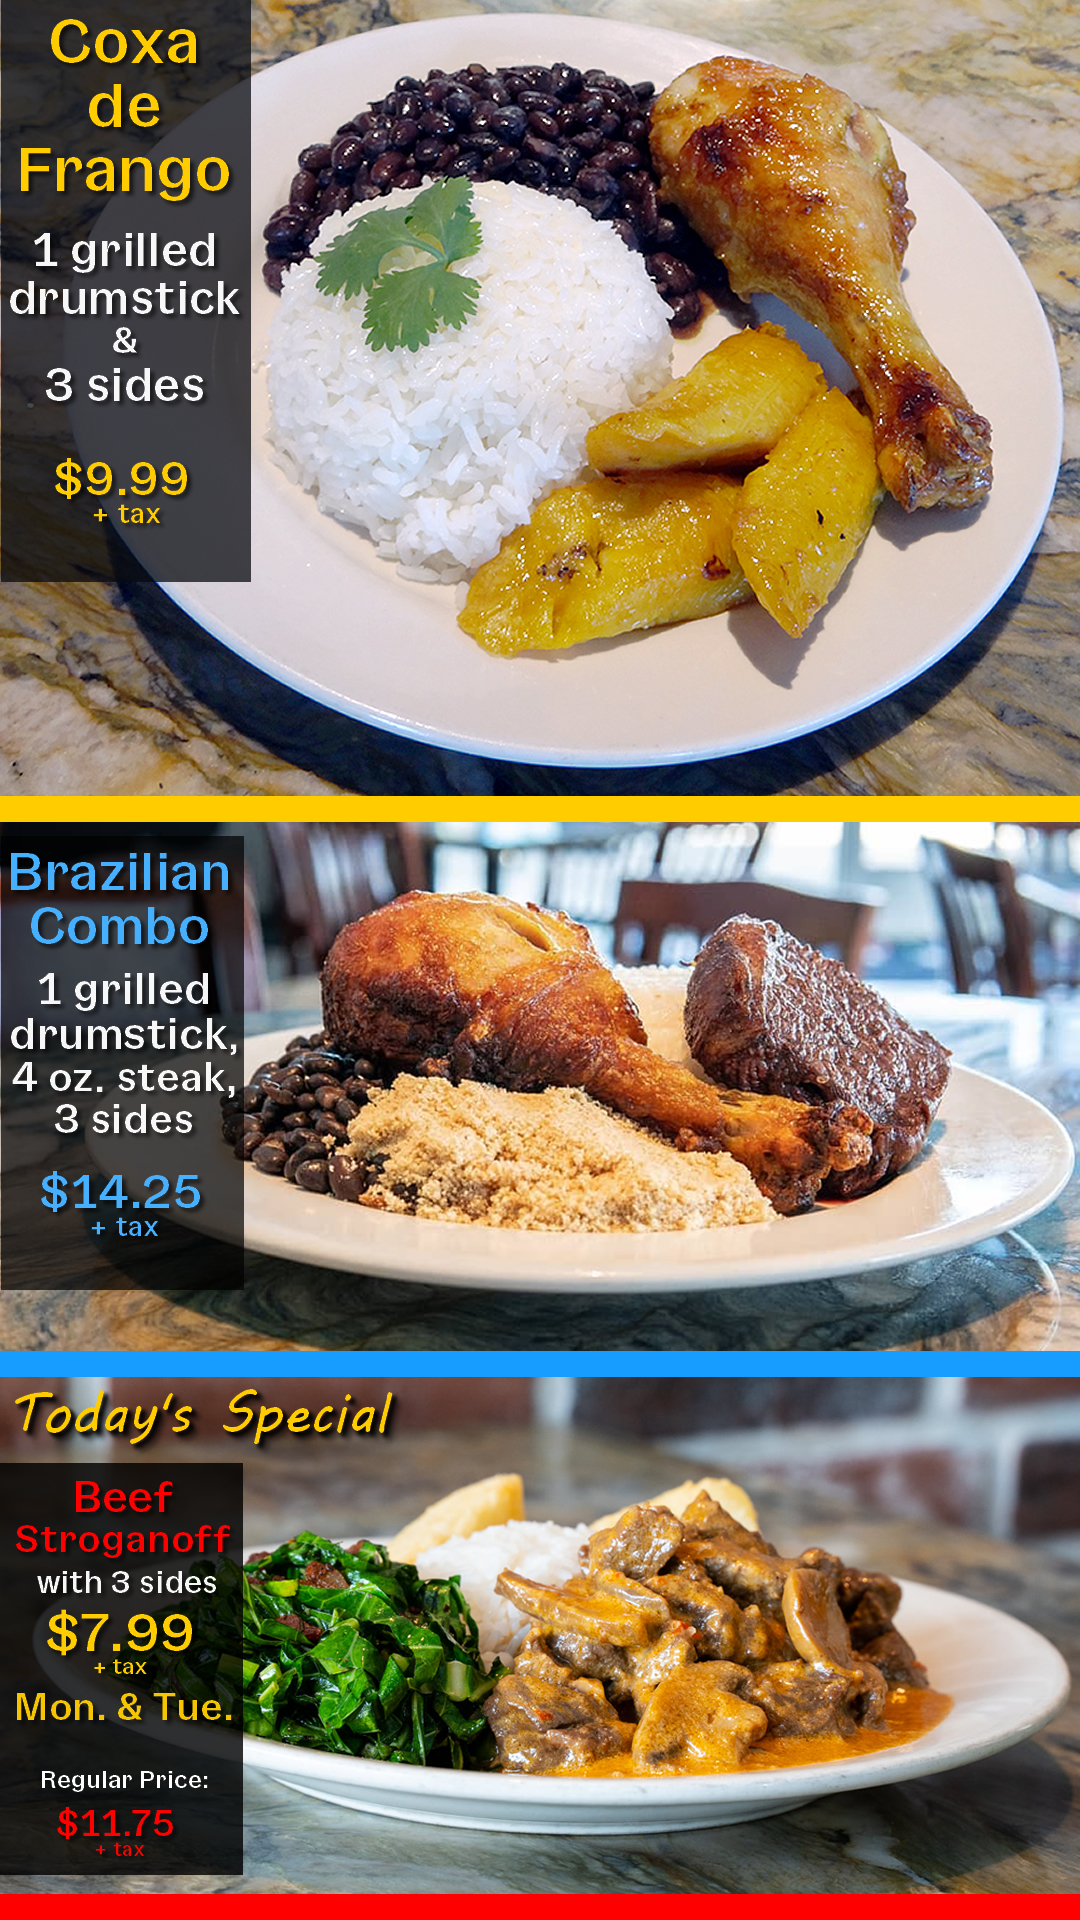 Coxa
de
Frango
1 grilled
drumstick
&
3 sides
$9.99
+ tax
Brazilian
Combo
1 grilled
drumstick,
4 oz. steak,
3 sides
$14.25
+ tax
Today's Special
Beef
Stroganoff
with 3 sides
$7.99
+ tax
Mon. & Tue.
Regular Price:
$11.75
+ tax